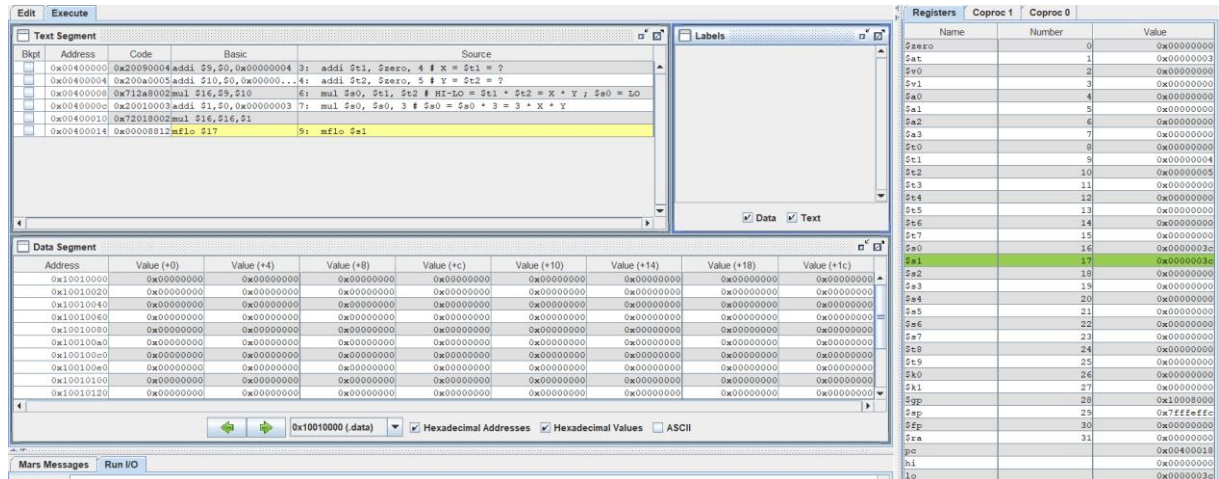 Edit Execute
Text Segment
Bkpt Address Code Basic Source
0x00400000 0x20090004 addi $9,$0,0x00000004 3: addi $t1, $zero, 4 # X = $t1 = ?
0x00400004 0x200a0005 addi $10,$0,0x00000... 4: addi $t2, $zero, 5 # Y = $t2 = ?
0x00400008 0x712a8002 mul $16,$9,$10 6: mul $s0, $t1, $t2 # HI-LO = $t1 * $t2 = X * Y ; $s0 = LO
0x0040000c 0x20010003 addi $1,$0,0x00000003 7: mul $s0, $s0, 3 # $s0 = $s0 * 3 = 3 * X * Y
0x00400010 0x72018002 mul $16,$16,$1
0x00400014 0x00008812 mflo $17 9: mflo $s1
Labels
Data Text
Data Segment
Address Value (+0) Value (+4) Value (+8) Value (+c) Value (+10) Value (+14) Value (+18) Value (+1c)
0x10010000 0x00000000 0x00000000 0x00000000 0x00000000 0x00000000 0x00000000 0x00000000 0x00000000
0x10010020 0x00000000 0x00000000 0x00000000 0x00000000 0x00000000 0x00000000 0x00000000 0x00000000
0x10010040 0x00000000 0x00000000 0x00000000 0x00000000 0x00000000 0x00000000 0x00000000 0x00000000
0x10010060 0x00000000 0x00000000 0x00000000 0x00000000 0x00000000 0x00000000 0x00000000 0x00000000
0x10010080 0x00000000 0x00000000 0x00000000 0x00000000 0x00000000 0x00000000 0x00000000 0x00000000
0x100100a0 0x00000000 0x00000000 0x00000000 0x00000000 0x00000000 0x00000000 0x00000000 0x00000000
0x100100c0 0x00000000 0x00000000 0x00000000 0x00000000 0x00000000 0x00000000 0x00000000 0x00000000
0x100100e0 0x00000000 0x00000000 0x00000000 0x00000000 0x00000000 0x00000000 0x00000000 0x00000000
0x10010100 0x00000000 0x00000000 0x00000000 0x00000000 0x00000000 0x00000000 0x00000000 0x00000000
0x10010120 0x00000000 0x00000000 0x00000000 0x00000000 0x00000000 0x00000000 0x00000000 0x00000000
0x10010000 (.data) Hexadecimal Addresses Hexadecimal Values ASCII
Mars Messages Run I/O
Registers Coproc 1 Coproc 0
Name Number Value
$zero 0 0x00000000
$at 1 0x00000003
$v0 2 0x00000000
$v1 3 0x00000000
$a0 4 0x00000000
$a1 5 0x00000000
$a2 6 0x00000000
$a3 7 0x00000000
$t0 8 0x00000000
$t1 9 0x00000004
$t2 10 0x00000005
$t3 11 0x00000000
$t4 12 0x00000000
$t5 13 0x00000000
$t6 14 0x00000000
$t7 15 0x00000000
$s0 16 0x0000003c
$s1 17 0x0000003c
$s2 18 0x00000000
$s3 19 0x00000000
$s4 20 0x00000000
$s5 21 0x00000000
$s6 22 0x00000000
$s7 23 0x00000000
$t8 24 0x00000000
$t9 25 0x00000000
$k0 26 0x00000000
$k1 27 0x00000000
$gp 28 0x10008000
$sp 29 0x7fffeffc
$fp 30 0x00000000
$ra 31 0x00000000
pc 0x00400018
hi 0x00000000
lo 0x0000003c